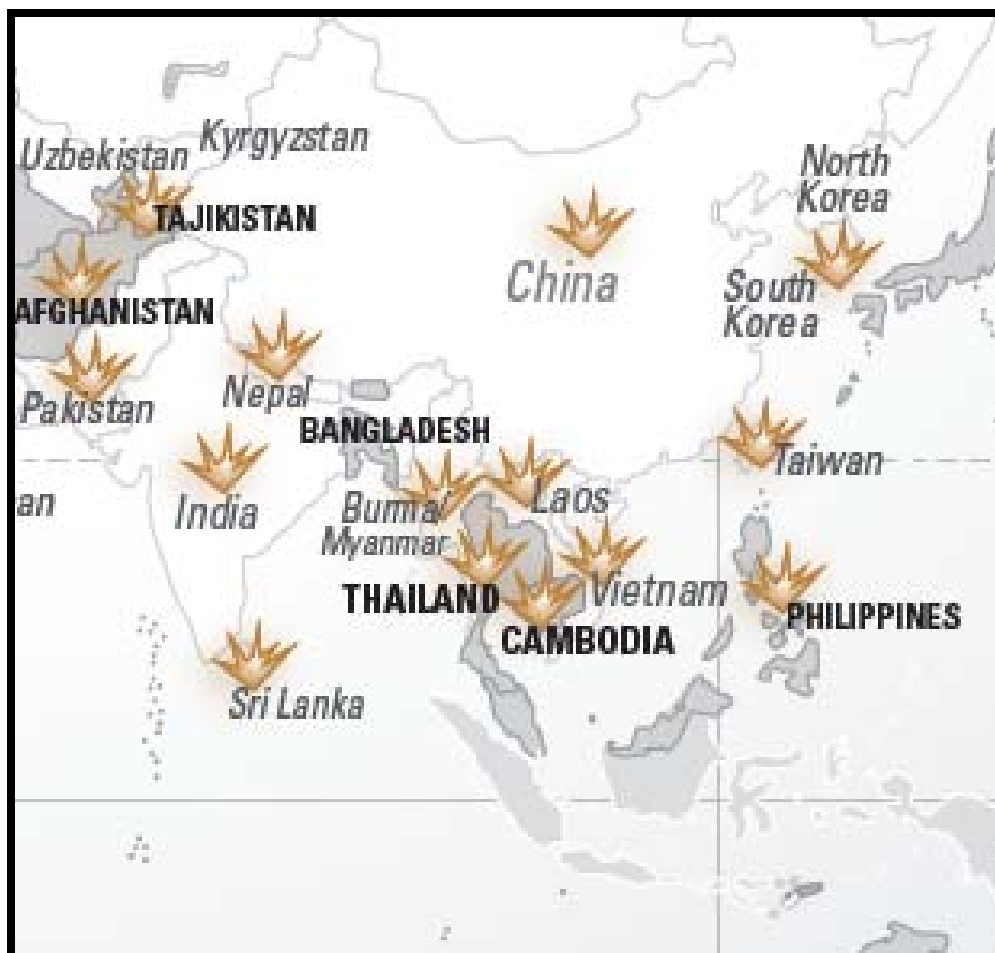 Uzbekistan
Kyrgyzstan
North
Korea
TAJIKISTAN
China
South
Korea
AFGHANISTAN
Pakistan
Nepal
BANGLADESH
Taiwan
an
India
Burma/
Myanmar
Laos
THAILAND
Vietnam
PHILIPPINES
CAMBODIA
Sri Lanka